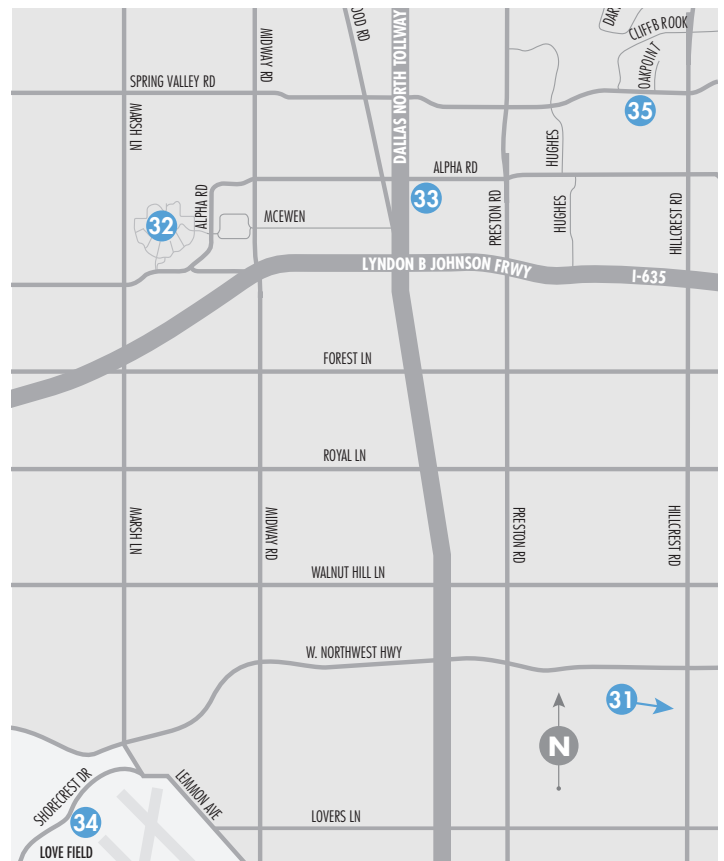 DAR
CLIFFBROOK
OAKPOINT
OOD RD
MIDWAY RD
DALLAS NORTH TOLLWAY
SPRING VALLEY RD
MARSH LN
35
HUGHES
ALPHA RD
33
32
ALPHA RD
MCEWEN
PRESTON RD
HUGHES
HILLCREST RD
LYNDON B JOHNSON FRWY
I-635
FOREST LN
ROYAL LN
MARSH LN
MIDWAY RD
PRESTON RD
HILLCREST RD
WALNUT HILL LN
W. NORTHWEST HWY
31
N
SHORECREST DR
LEMMON AVE
34
LOVERS LN
LOVE FIELD